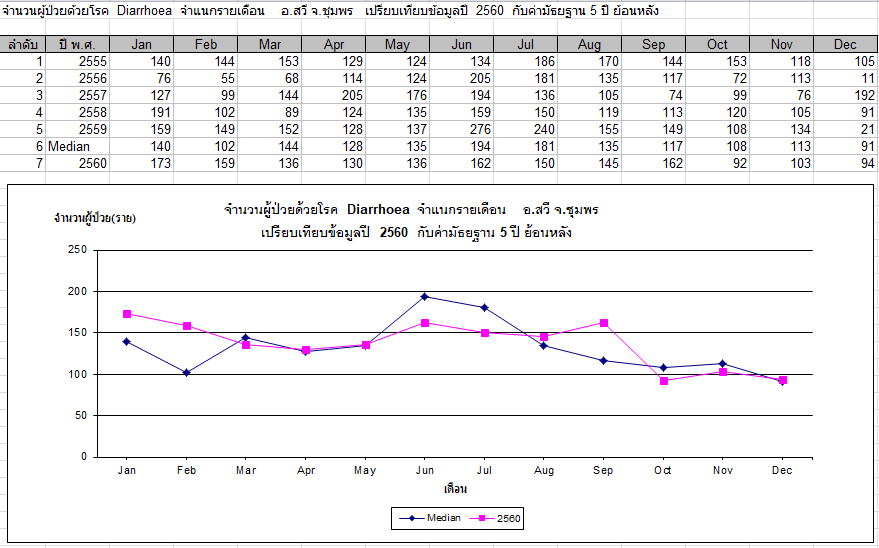 จำนวนผู้ป่วยด้วยโรค Diarrhoea จำแนกรายเดือน อ.สวี จ.ชุมพร เปรียบเทียบข้อมูลปี 2560 กับค่ามัธยฐาน 5 ปี ย้อนหลัง
ลำดับ ปี พ.ศ. Jan Feb Mar Apr May Jun Jul Aug Sep Oct Nov Dec
1 2555 140 144 153 129 124 134 186 170 144 153 118 105
2 2556 76 55 68 114 124 205 181 135 117 72 113 11
3 2557 127 99 144 205 176 194 136 105 74 99 76 192
4 2558 191 102 89 124 135 159 150 119 113 120 105 91
5 2559 159 149 152 128 137 276 240 155 149 108 134 21
6 Median 140 102 144 128 135 194 181 135 117 108 113 91
7 2560 173 159 136 130 136 162 150 145 162 92 103 94
จำนวนผู้ป่วยด้วยโรค Diarrhoea จำแนกรายเดือน อ.สวี จ.ชุมพร
เปรียบเทียบข้อมูลปี 2560 กับค่ามัธยฐาน 5 ปี ย้อนหลัง
จำนวนผู้ป่วย(ราย)
250
200
150
100
50
0
Jan Feb Mar Apr May Jun Jul Aug Sep Oct Nov Dec
เดือน
Median 2560